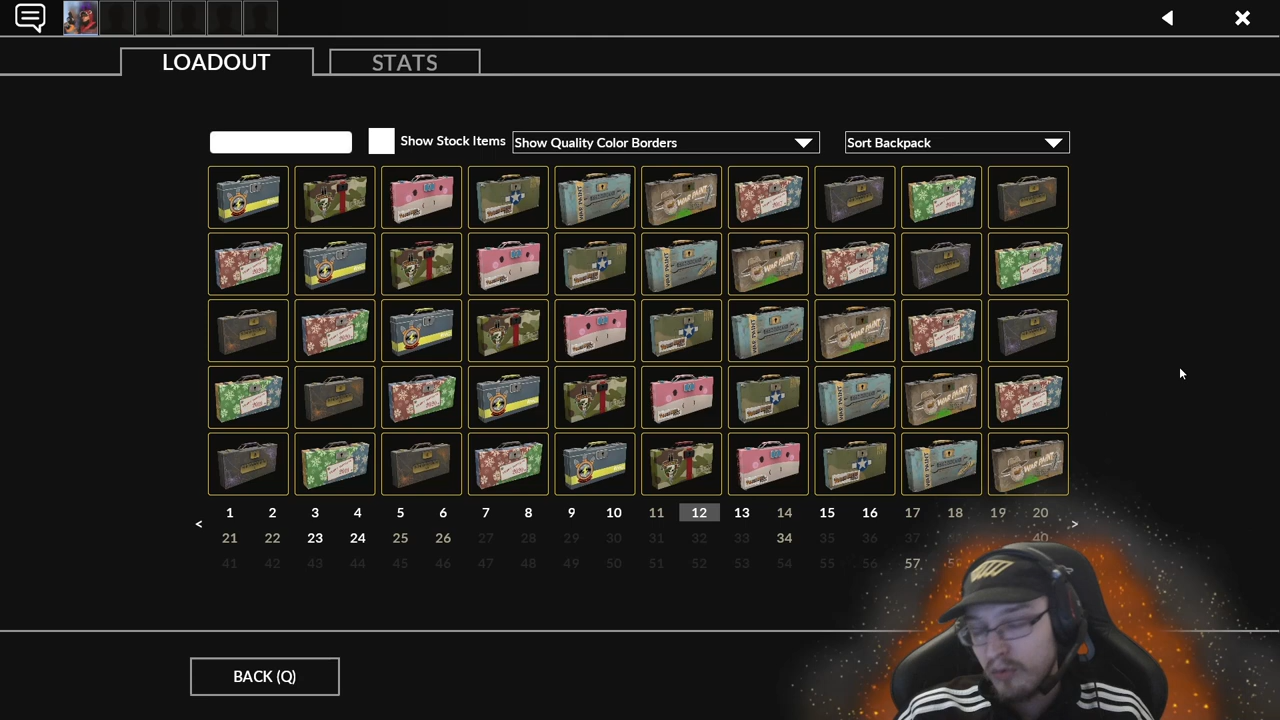 LOADOUT
STATS
Show Stock Items
Show Quality Color Borders
Sort Backpack
1 2 3 4 5 6 7 8 9 10 11 12 13 14 15 16 17 18 19 20
< >
21 22 23 24 25 26 27 28 29 30 31 32 33 34 35 36 37 40
41 42 43 44 45 46 47 48 49 50 51 52 53 54 55 56 57
BACK (Q)